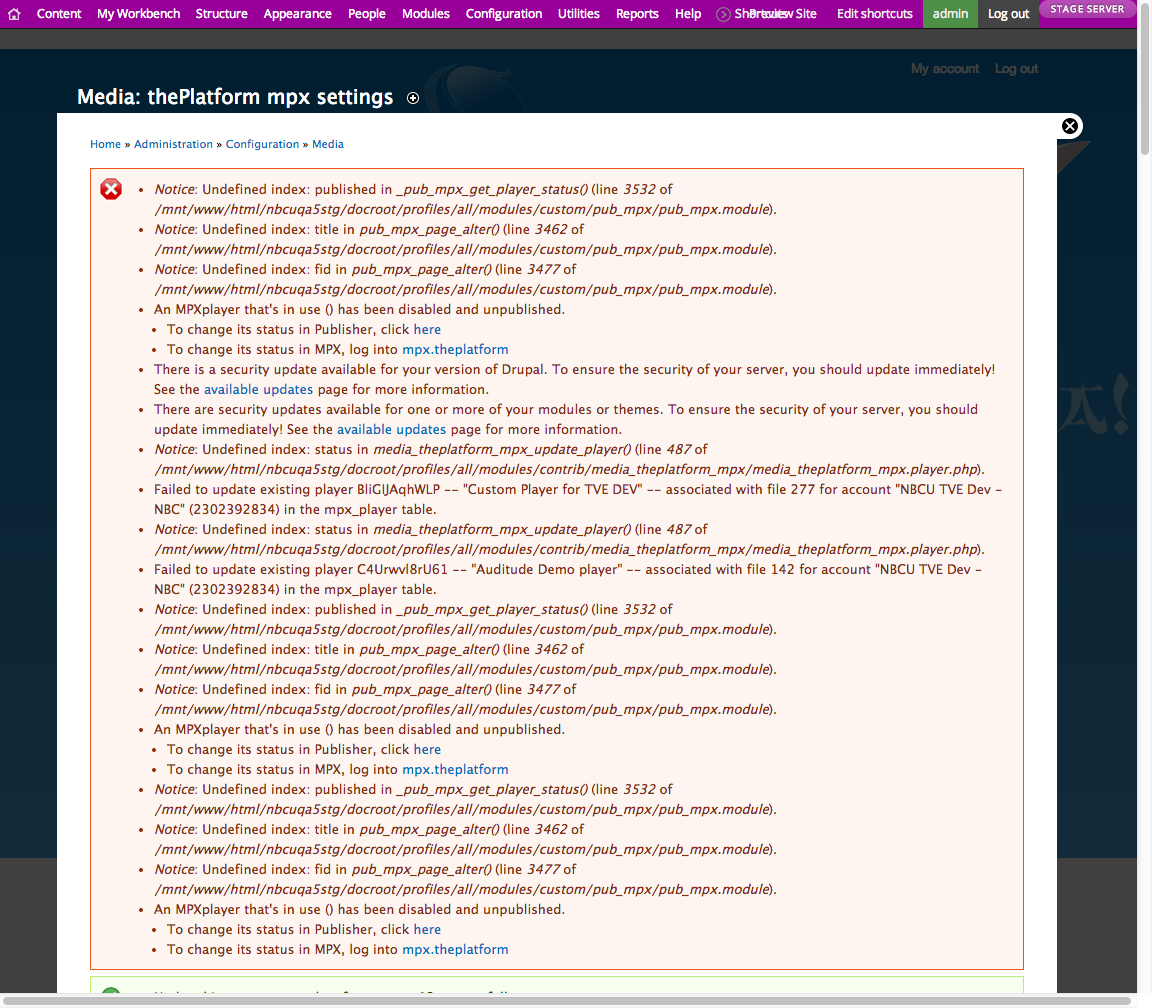 Content My Workbench Structure Appearance People Modules Configuration Utilities Reports Help Shortcuts Preview Site Edit shortcuts admin Log out STAGE SERVER
My account Log out
Media: thePlatform mpx settings
Home » Administration » Configuration » Media
• Notice: Undefined index: published in _pub_mpx_get_player_status() (line 3532 of
/mnt/www/html/nbcuqa5stg/docroot/profiles/all/modules/custom/pub_mpx/pub_mpx.module).
• Notice: Undefined index: title in pub_mpx_page_alter() (line 3462 of
/mnt/www/html/nbcuqa5stg/docroot/profiles/all/modules/custom/pub_mpx/pub_mpx.module).
• Notice: Undefined index: fid in pub_mpx_page_alter() (line 3477 of
/mnt/www/html/nbcuqa5stg/docroot/profiles/all/modules/custom/pub_mpx/pub_mpx.module).
• An MPXplayer that's in use () has been disabled and unpublished.
• To change its status in Publisher, click here
• To change its status in MPX, log into mpx.theplatform
• There is a security update available for your version of Drupal. To ensure the security of your server, you should update immediately!
See the available updates page for more information.
• There are security updates available for one or more of your modules or themes. To ensure the security of your server, you should
update immediately! See the available updates page for more information.
• Notice: Undefined index: status in media_theplatform_mpx_update_player() (line 487 of
/mnt/www/html/nbcuqa5stg/docroot/profiles/all/modules/contrib/media_theplatform_mpx/media_theplatform_mpx.player.php).
• Failed to update existing player BliGlJAqhWLP -- "Custom Player for TVE DEV" -- associated with file 277 for account "NBCU TVE Dev -
NBC" (2302392834) in the mpx_player table.
• Notice: Undefined index: status in media_theplatform_mpx_update_player() (line 487 of
/mnt/www/html/nbcuqa5stg/docroot/profiles/all/modules/contrib/media_theplatform_mpx/media_theplatform_mpx.player.php).
• Failed to update existing player C4Urwvl8rU61 -- "Auditude Demo player" -- associated with file 142 for account "NBCU TVE Dev -
NBC" (2302392834) in the mpx_player table.
• Notice: Undefined index: published in _pub_mpx_get_player_status() (line 3532 of
/mnt/www/html/nbcuqa5stg/docroot/profiles/all/modules/custom/pub_mpx/pub_mpx.module).
• Notice: Undefined index: title in pub_mpx_page_alter() (line 3462 of
/mnt/www/html/nbcuqa5stg/docroot/profiles/all/modules/custom/pub_mpx/pub_mpx.module).
• Notice: Undefined index: fid in pub_mpx_page_alter() (line 3477 of
/mnt/www/html/nbcuqa5stg/docroot/profiles/all/modules/custom/pub_mpx/pub_mpx.module).
• An MPXplayer that's in use () has been disabled and unpublished.
• To change its status in Publisher, click here
• To change its status in MPX, log into mpx.theplatform
• Notice: Undefined index: published in _pub_mpx_get_player_status() (line 3532 of
/mnt/www/html/nbcuqa5stg/docroot/profiles/all/modules/custom/pub_mpx/pub_mpx.module).
• Notice: Undefined index: title in pub_mpx_page_alter() (line 3462 of
/mnt/www/html/nbcuqa5stg/docroot/profiles/all/modules/custom/pub_mpx/pub_mpx.module).
• Notice: Undefined index: fid in pub_mpx_page_alter() (line 3477 of
/mnt/www/html/nbcuqa5stg/docroot/profiles/all/modules/custom/pub_mpx/pub_mpx.module).
• An MPXplayer that's in use () has been disabled and unpublished.
• To change its status in Publisher, click here
• To change its status in MPX, log into mpx.theplatform